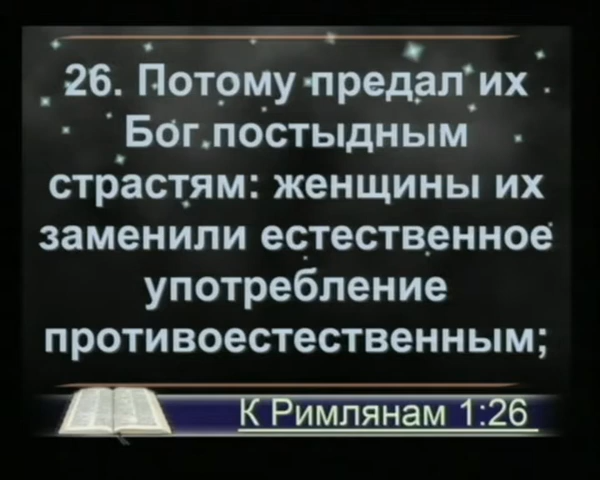 26. Потому предал их
Бог постыдным
страстям: женщины их
заменили естественное
употребление
противоестественным;
К Римлянам 1:26